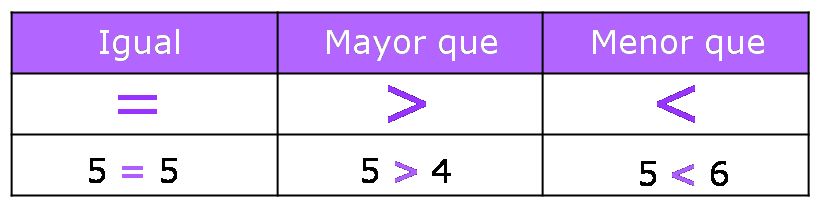 Igual Mayor que Menor que
= > <
5 = 5 5 > 4 5 < 6